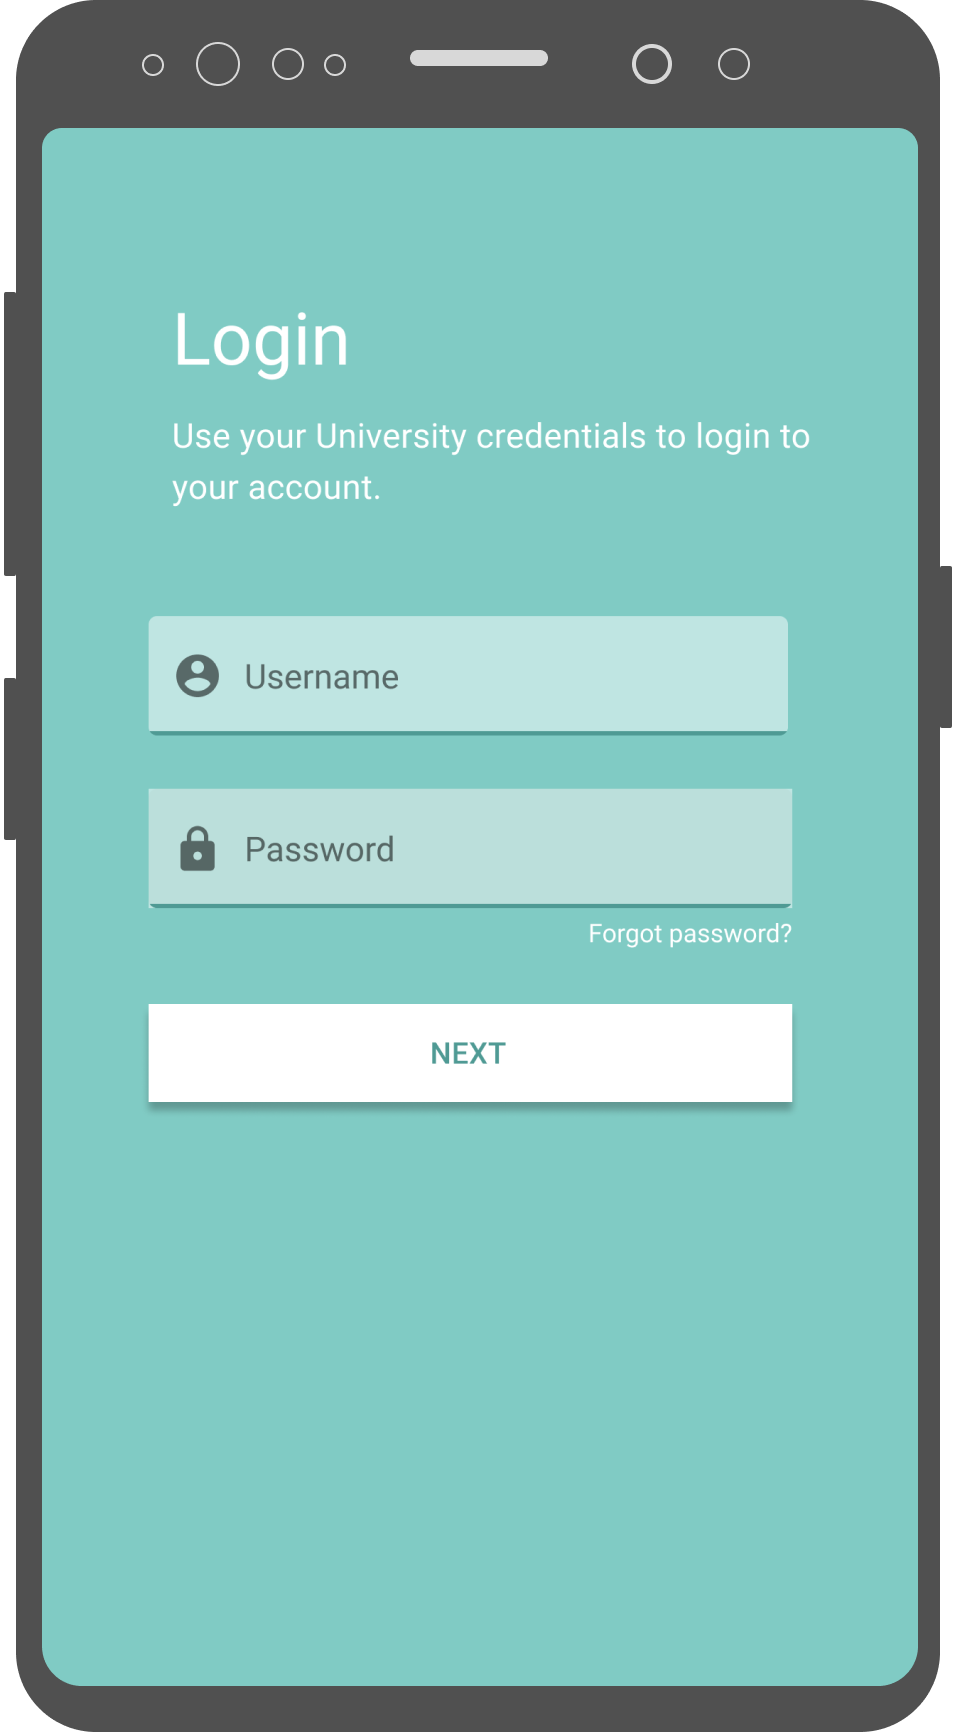 Login
Use your University credentials to login to
your account.
Username
Password
Forgot password?
NEXT